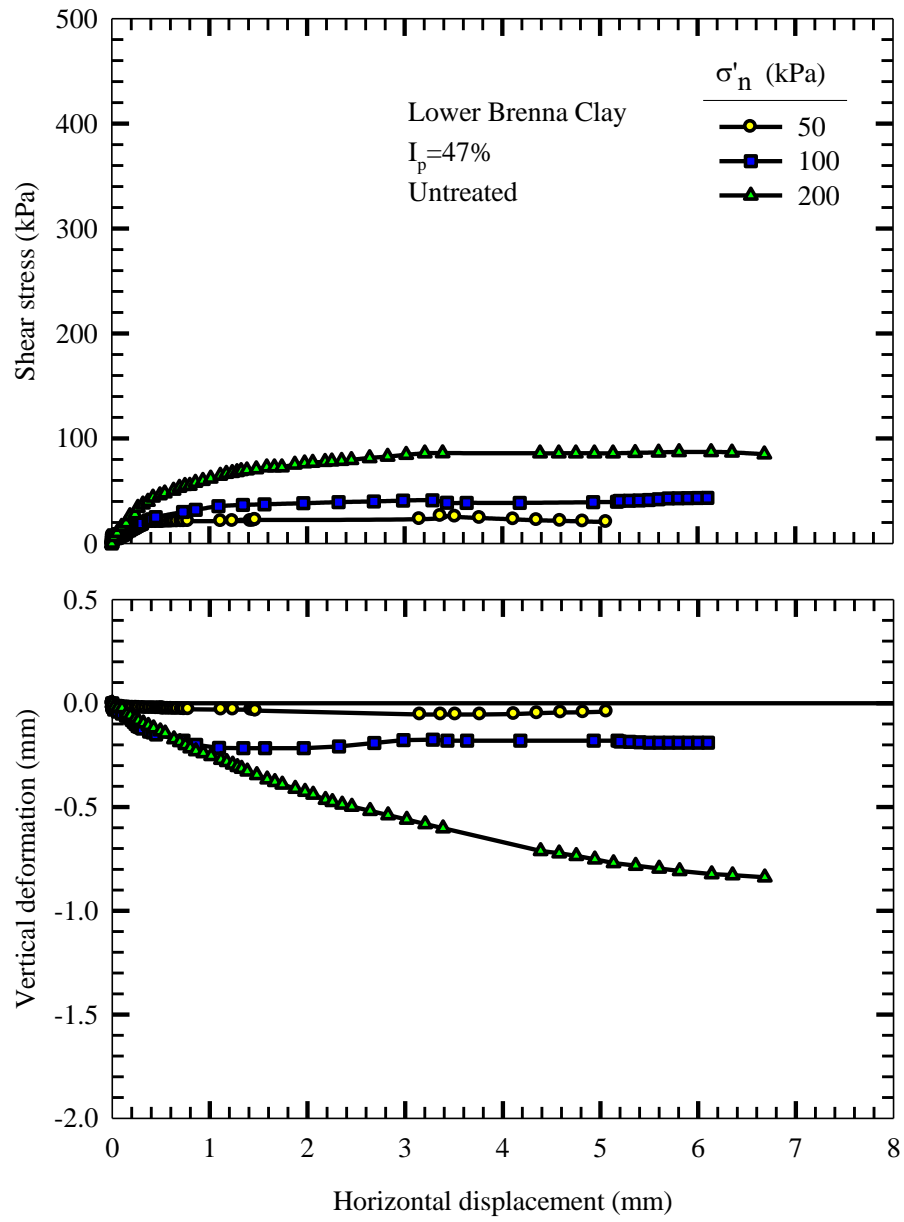 500
400
300
200
100
0
Shear stress (kPa)
σ'n (kPa)
50
100
200
Lower Brenna Clay
Ip=47%
Untreated
0.5
0.0
-0.5
-1.0
-1.5
-2.0
Vertical deformation (mm)
0 1 2 3 4 5 6 7 8
Horizontal displacement (mm)